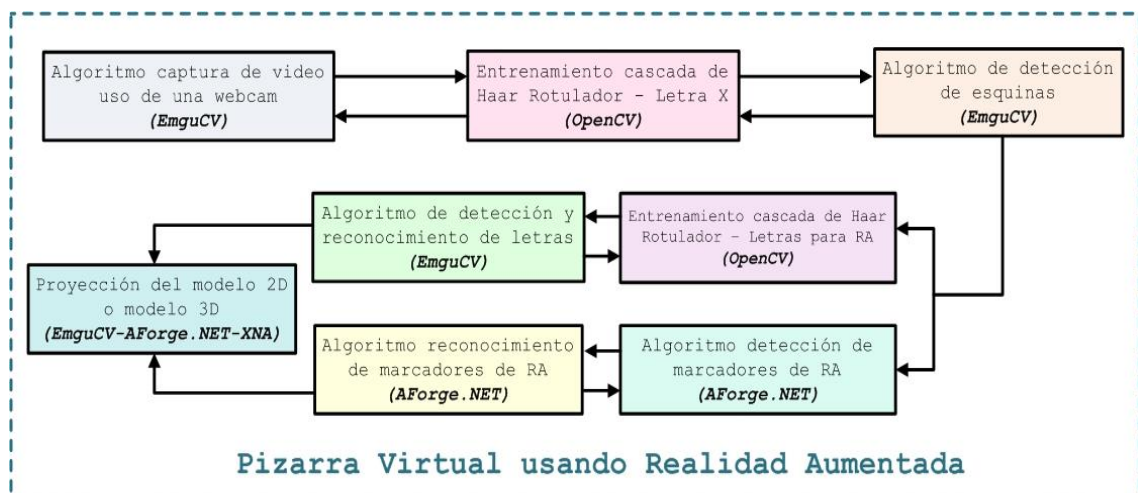 Algoritmo captura de video
uso de una webcam
(EmguCV)
Entrenamiento cascada de
Haar Rotulador - Letra X
(OpenCV)
Algoritmo de detección
de esquinas
(EmguCV)
Algoritmo de detección y
reconocimiento de letras
(EmguCV)
Entrenamiento cascada de Haar
Rotulador – Letras para RA
(OpenCV)
Proyección del modelo 2D
o modelo 3D
(EmguCV-AForge.NET-XNA)
Algoritmo reconocimiento
de marcadores de RA
(AForge.NET)
Algoritmo detección de
marcadores de RA
(AForge.NET)
Pizarra Virtual usando Realidad Aumentada